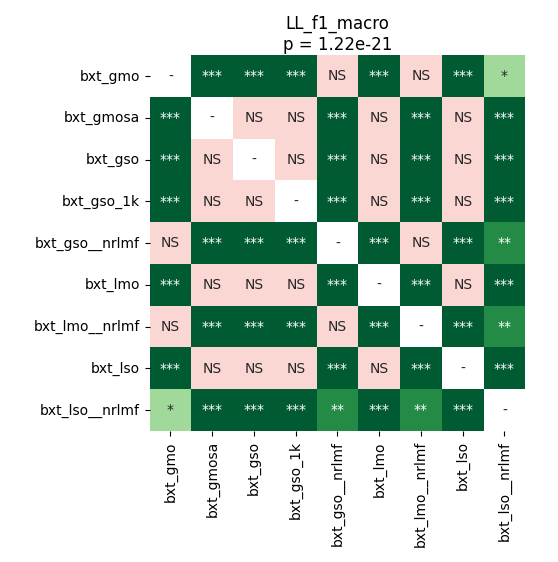 LL_f1_macro
p = 1.22e-21
bxt_gmo - *** *** *** NS *** NS *** *
bxt_gmosa *** - NS NS *** NS *** NS ***
bxt_gso *** NS - NS *** NS *** NS ***
bxt_gso_1k *** NS NS - *** NS *** NS ***
bxt_gso__nrlmf NS *** *** *** - *** NS *** **
bxt_lmo *** NS NS NS *** - *** NS ***
bxt_lmo__nrlmf NS *** *** *** NS *** - *** **
bxt_lso *** NS NS NS *** NS *** - ***
bxt_lso__nrlmf * *** *** *** ** *** ** *** -
bxt_gmo
bxt_gmosa
bxt_gso
bxt_gso_1k
bxt_gso__nrlmf
bxt_lmo
bxt_lmo__nrlmf
bxt_lso
bxt_lso__nrlmf